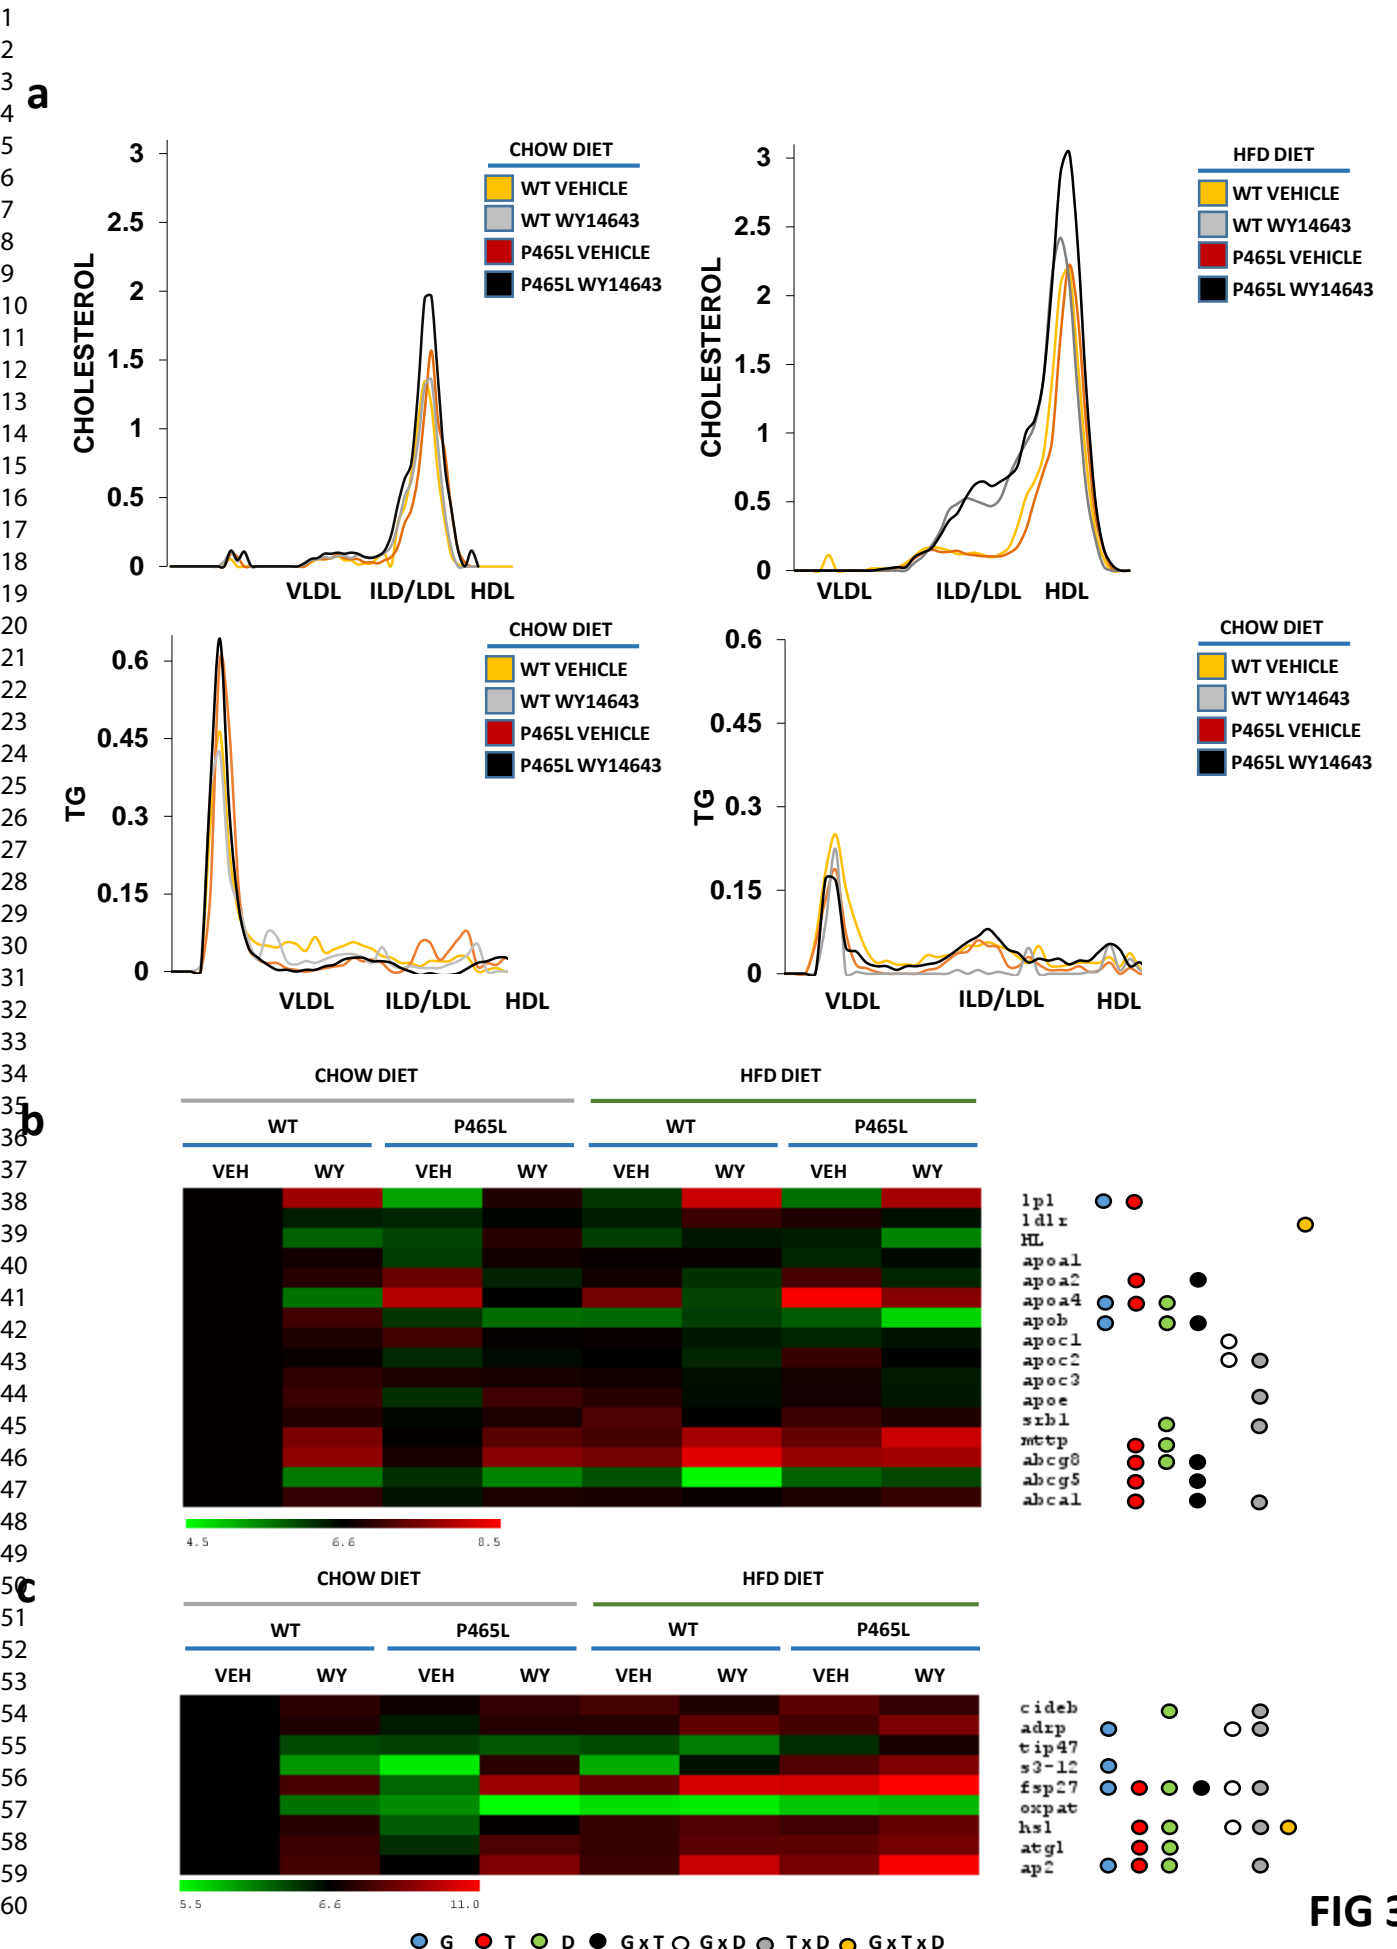 1
2
3
4
5
6
7
8
9
10
11
12
13
14
15
16
17
18
19
20
21
22
23
24
25
26
27
28
29
30
31
32
33
34
35
36
37
38
39
40
41
42
43
44
45
46
47
48
49
50
51
52
53
54
55
56
57
58
59
60
a
CHOLESTEROL
3
2.5
2
1.5
1
0.5
0
VLDL ILD/LDL HDL
CHOW DIET
WT VEHICLE
WT WY14643
P465L VEHICLE
P465L WY14643
CHOLESTEROL
3
2.5
2
1.5
1
0.5
0
VLDL ILD/LDL HDL
HFD DIET
WT VEHICLE
WT WY14643
P465L VEHICLE
P465L WY14643
TG
0.6
0.45
0.3
0.15
0
VLDL ILD/LDL HDL
CHOW DIET
WT VEHICLE
WT WY14643
P465L VEHICLE
P465L WY14643
TG
0.6
0.45
0.3
0.15
0
VLDL ILD/LDL HDL
CHOW DIET
WT VEHICLE
WT WY14643
P465L VEHICLE
P465L WY14643
b
CHOW DIET HFD DIET
WT P465L WT P465L
VEH WY VEH WY VEH WY VEH WY
lpl
ldlr
HL
apoa1
apoa2
apoa4
apob
apoc1
apoc2
apoc3
apoe
srb1
mttp
abcg8
abcg5
abca1
4.5 6.6 8.5
c
CHOW DIET HFD DIET
WT P465L WT P465L
VEH WY VEH WY VEH WY VEH WY
cideb
adrp
tip47
s3-12
fsp27
oxpat
hsl
atgl
ap2
5.5 6.6 11.0
G T D G x T G x D T x D G x T x D
FIG 3